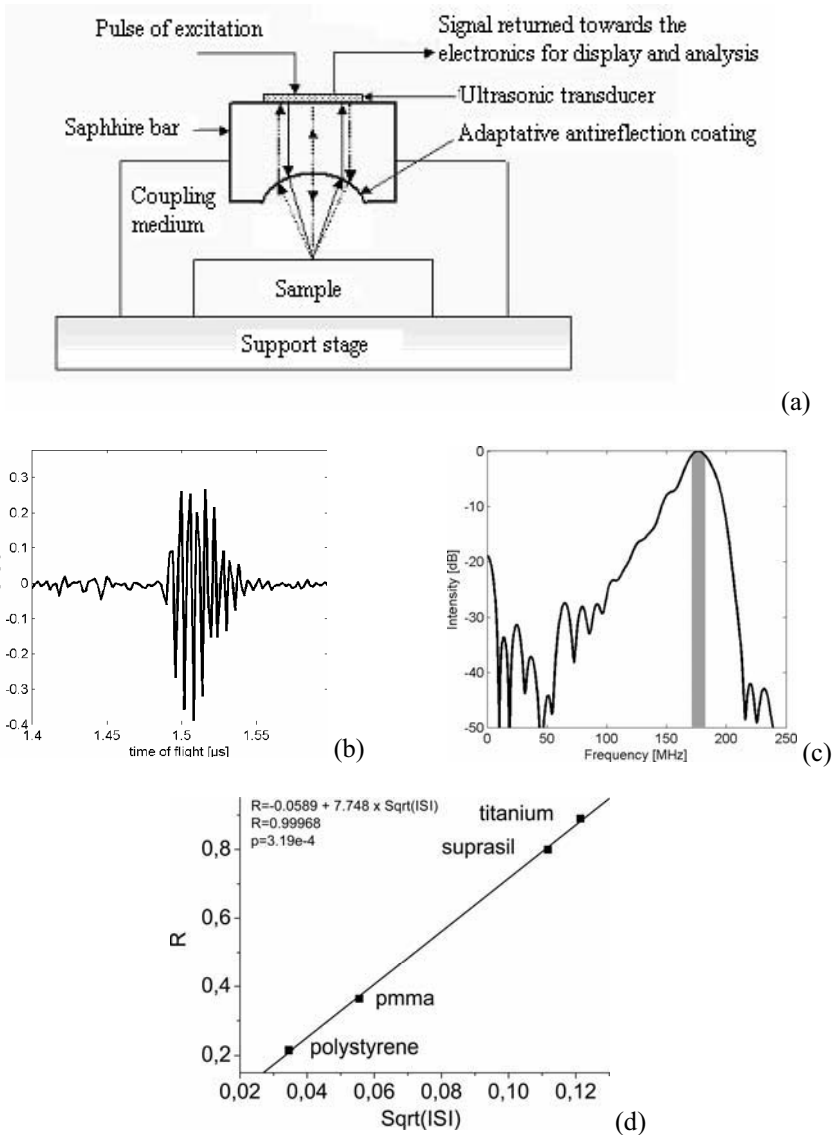 Pulse of excitation
Signal returned towards the
electronics for display and analysis
Ultrasonic transducer
Saphhire bar
Adaptative antireflection coating
Coupling
medium
Sample
Support stage
(a)
0.3
0.2
0.1
0
-0.1
-0.2
-0.3
-0.4
1.4
1.45
1.5
1.55
time of flight [µs]
(b)
0
-10
-20
-30
-40
-50
Intensity [dB]
0
50
100
150
200
250
Frequency [MHz]
(c)
R=-0.0589 + 7.748 x Sqrt(ISI)
R=0.99968
p=3.19e-4
titanium
suprasil
pmma
polystyrene
0,8
0,6
0,4
0,2
R
0,02
0,04
0,06
0,08
0,10
0,12
Sqrt(ISI)
(d)